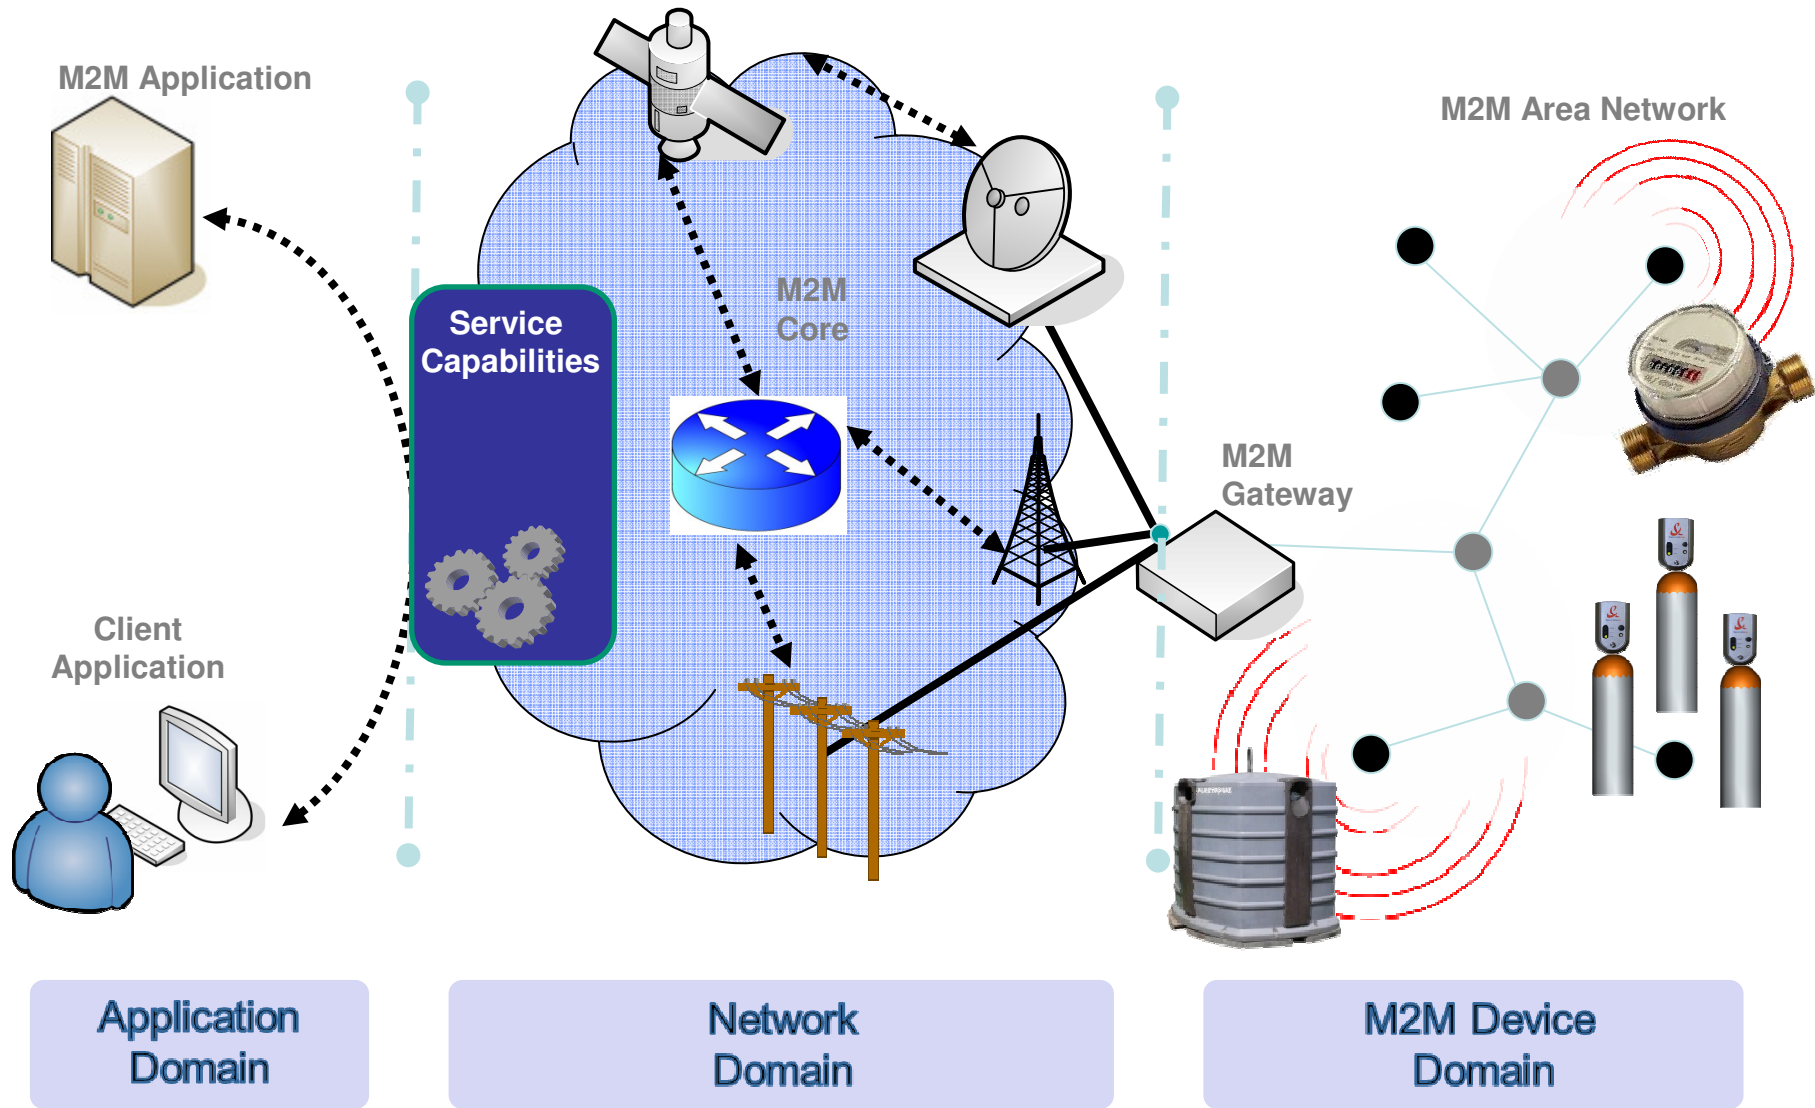 M2M Application
M2M Area Network
M2M
Core
Service
Capabilities
M2M
Gateway
Client
Application
Application
Domain
Network
Domain
M2M Device
Domain